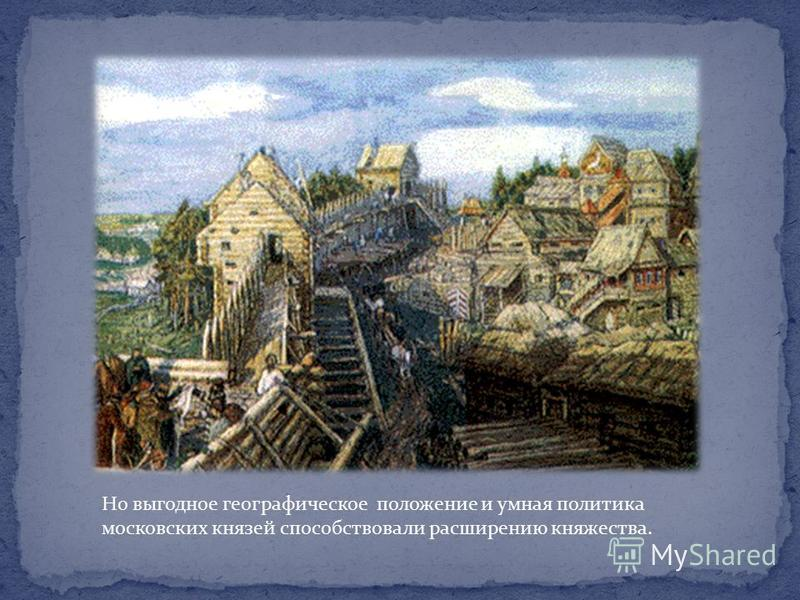 Но выгодное географическое положение и умная политика
московских князей способствовали расширению княжества.
MyShared